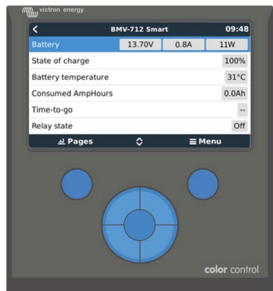 victron energy
BMV-712 Smart 09:48
Battery 13.70V 0.8A 11W
State of charge 100%
Battery temperature 31°C
Consumed AmpHours 0.0Ah
Time-to-go --
Relay state Off
Pages Menu
color control